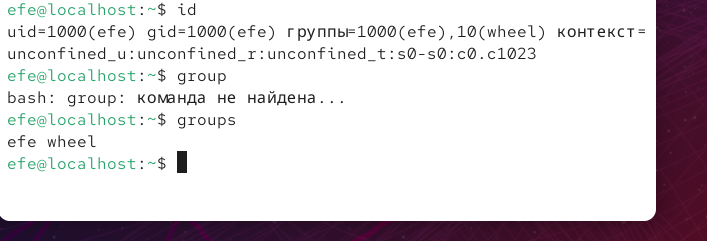 efe@localhost:~$ id
uid=1000(efe) gid=1000(efe) группы=1000(efe),10(wheel) контекст=
unconfined_u:unconfined_r:unconfined_t:s0-s0:c0.c1023
efe@localhost:~$ group
bash: group: команда не найдена...
efe@localhost:~$ groups
efe wheel
efe@localhost:~$